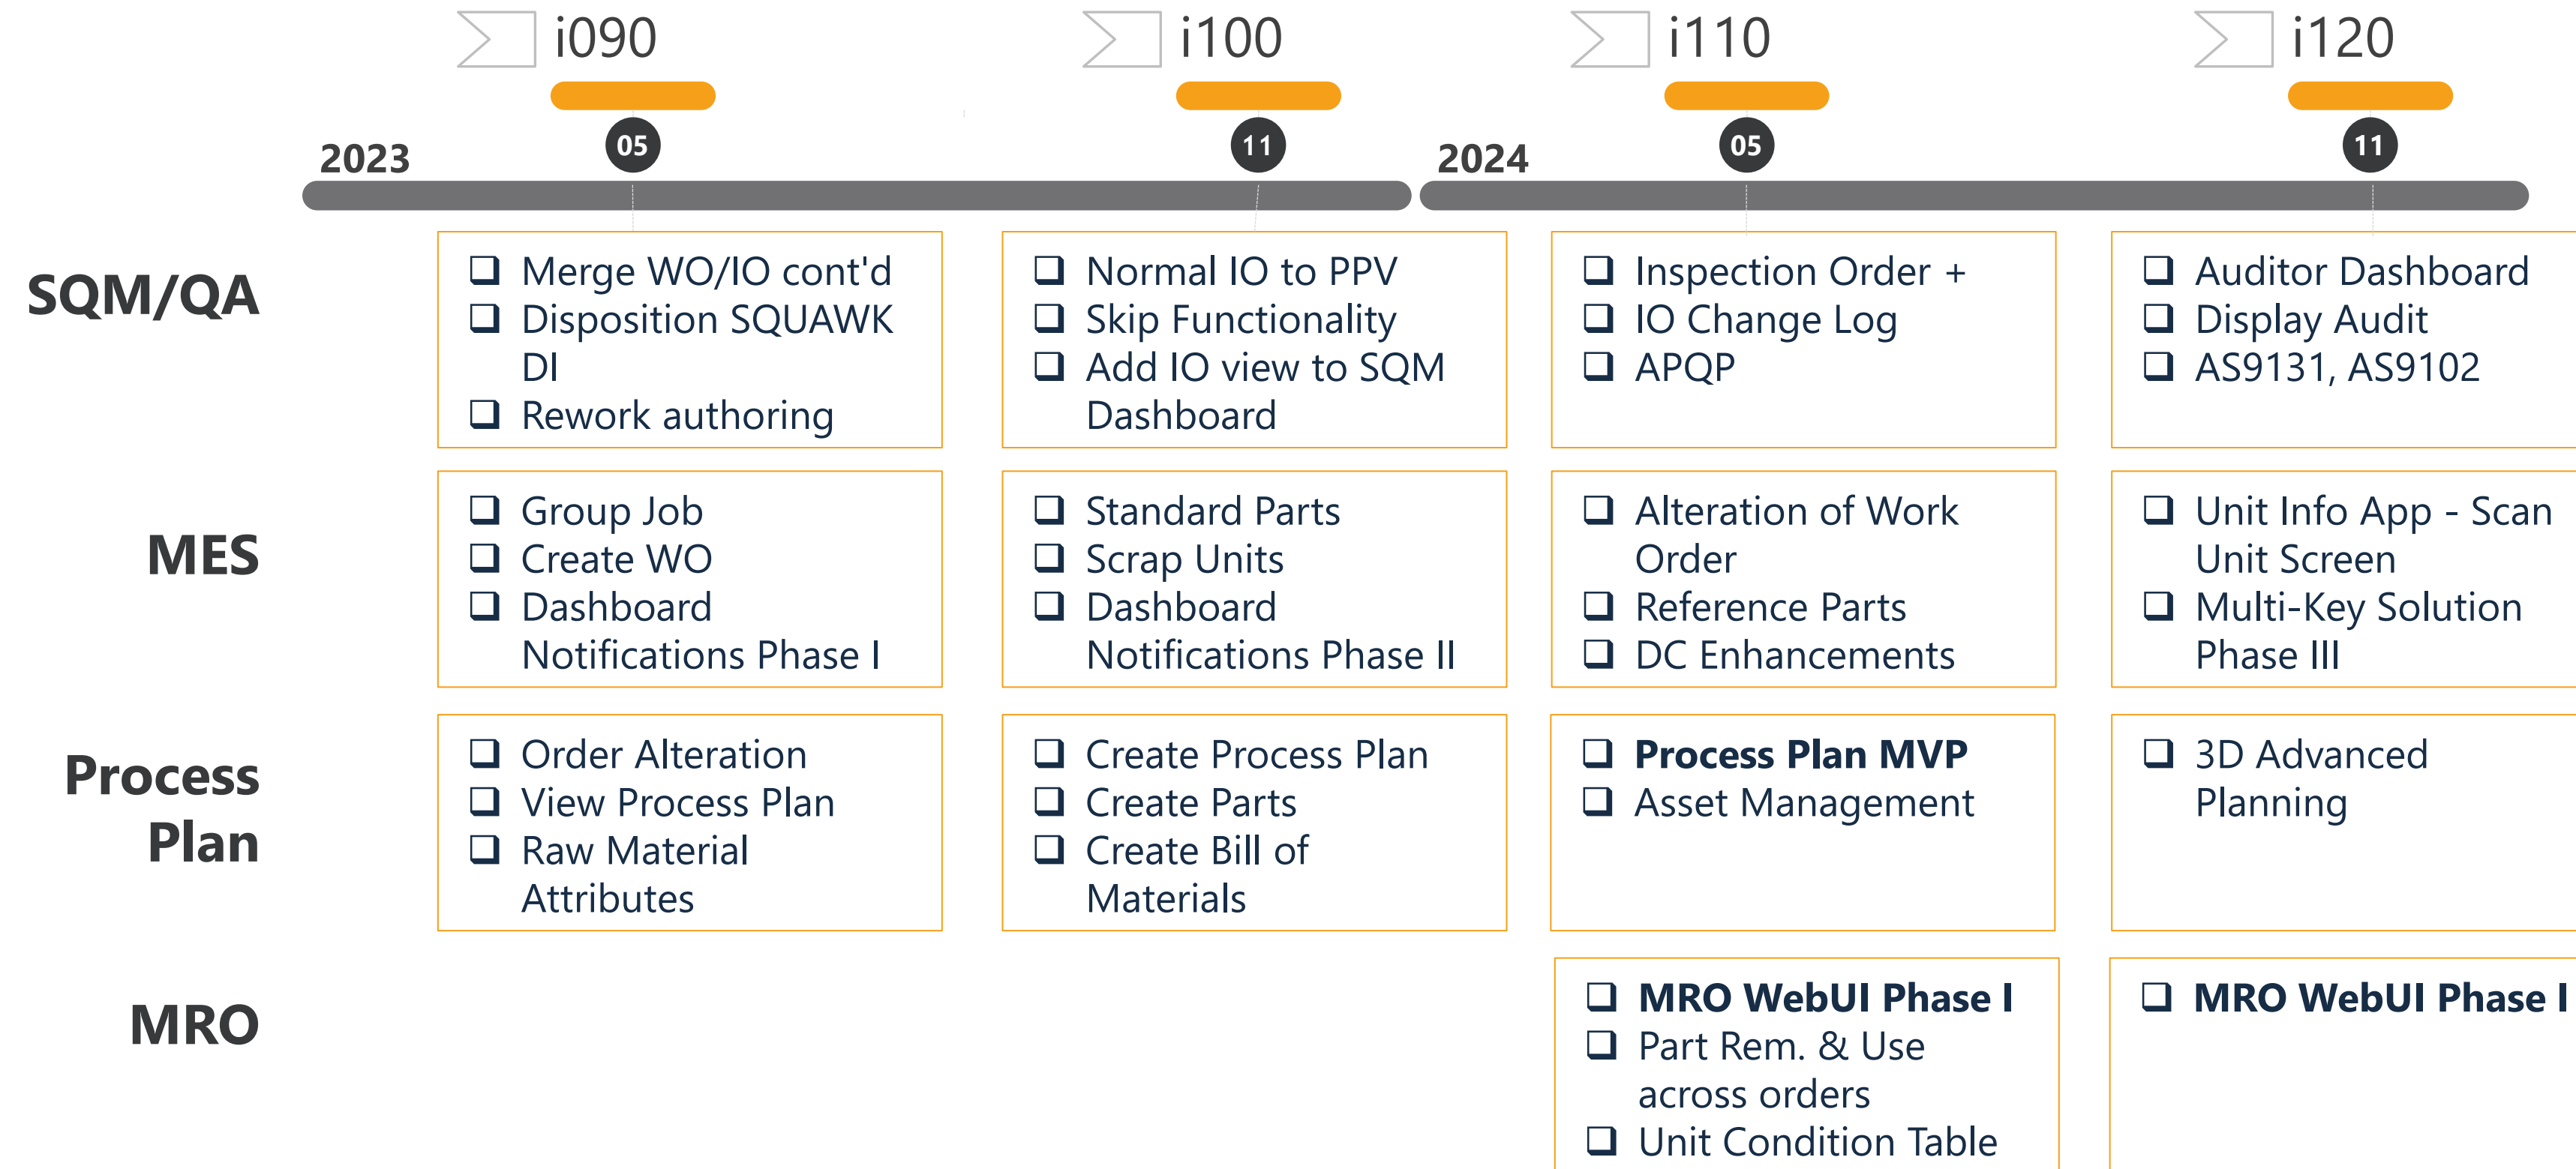 i090
i100
i110
i120
05
11
05
11
2023
2024
SQM/QA
❑ Merge WO/IO cont'd
❑ Disposition SQUAWK
DI
❑ Rework authoring
❑ Normal IO to PPV
❑ Skip Functionality
❑ Add IO view to SQM
Dashboard
❑ Inspection Order +
❑ IO Change Log
❑ APQP
❑ Auditor Dashboard
❑ Display Audit
❑ AS9131, AS9102
MES
❑ Group Job
❑ Create WO
❑ Dashboard
Notifications Phase I
❑ Standard Parts
❑ Scrap Units
❑ Dashboard
Notifications Phase II
❑ Alteration of Work
Order
❑ Reference Parts
❑ DC Enhancements
❑ Unit Info App - Scan
Unit Screen
❑ Multi-Key Solution
Phase III
Process
Plan
❑ Order Alteration
❑ View Process Plan
❑ Raw Material
Attributes
❑ Create Process Plan
❑ Create Parts
❑ Create Bill of
Materials
❑ Process Plan MVP
❑ Asset Management
❑ 3D Advanced
Planning
MRO
❑ MRO WebUI Phase I
❑ Part Rem. & Use
across orders
❑ Unit Condition Table
❑ MRO WebUI Phase I